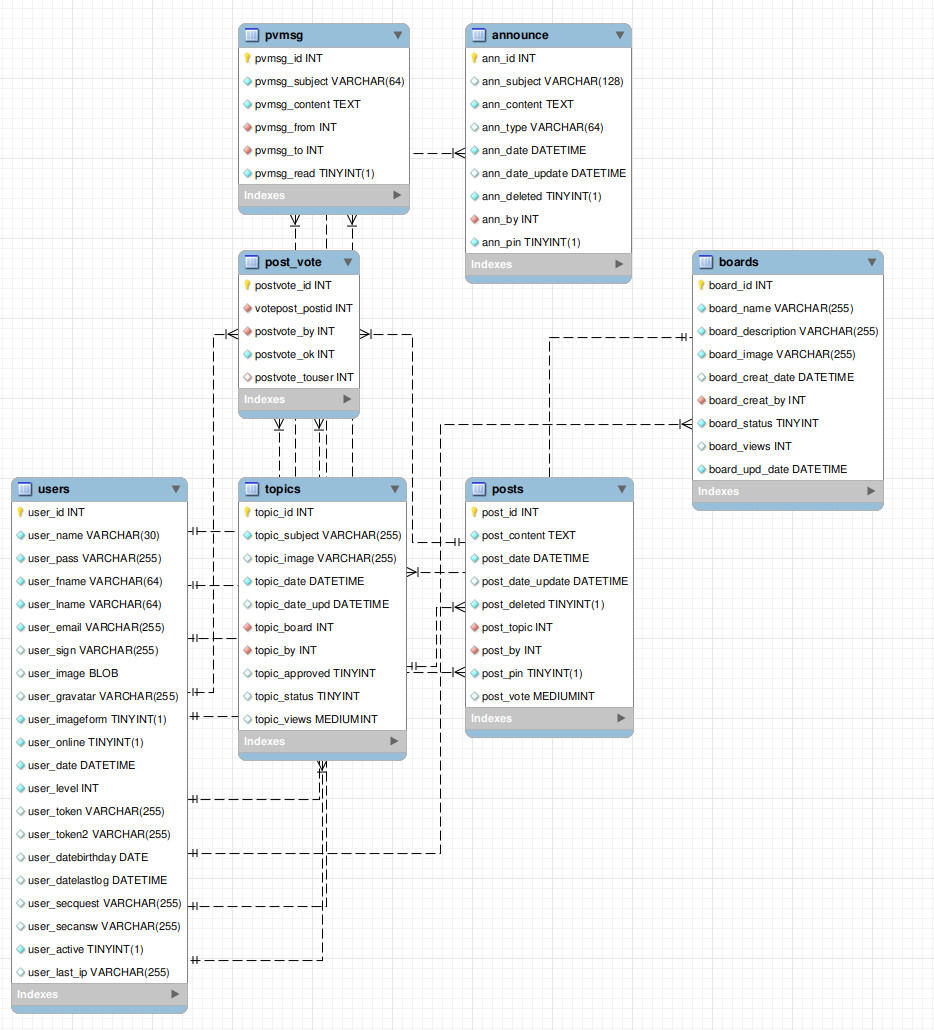 pvmsg
pvmsg_id INT
pvmsg_subject VARCHAR(64)
pvmsg_content TEXT
pvmsg_from INT
pvmsg_to INT
pvmsg_read TINYINT(1)
Indexes
announce
ann_id INT
ann_subject VARCHAR(128)
ann_content TEXT
ann_type VARCHAR(64)
ann_date DATETIME
ann_date_update DATETIME
ann_deleted TINYINT(1)
ann_by INT
ann_pin TINYINT(1)
Indexes
post_vote
postvote_id INT
votepost_postid INT
postvote_by INT
postvote_ok INT
postvote_touser INT
Indexes
boards
board_id INT
board_name VARCHAR(255)
board_description VARCHAR(255)
board_image VARCHAR(255)
board_creat_date DATETIME
board_creat_by INT
board_status TINYINT
board_views INT
board_upd_date DATETIME
Indexes
users
user_id INT
user_name VARCHAR(30)
user_pass VARCHAR(255)
user_fname VARCHAR(64)
user_lname VARCHAR(64)
user_email VARCHAR(255)
user_sign VARCHAR(255)
user_image BLOB
user_gravatar VARCHAR(255)
user_imageform TINYINT(1)
user_online TINYINT(1)
user_date DATETIME
user_level INT
user_token VARCHAR(255)
user_token2 VARCHAR(255)
user_datebirthday DATE
user_datelastlog DATETIME
user_secquest VARCHAR(255)
user_secansw VARCHAR(255)
user_active TINYINT(1)
user_last_ip VARCHAR(255)
Indexes
topics
topic_id INT
topic_subject VARCHAR(255)
topic_image VARCHAR(255)
topic_date DATETIME
topic_date_upd DATETIME
topic_board INT
topic_by INT
topic_approved TINYINT
topic_status TINYINT
topic_views MEDIUMINT
Indexes
posts
post_id INT
post_content TEXT
post_date DATETIME
post_date_update DATETIME
post_deleted TINYINT(1)
post_topic INT
post_by INT
post_pin TINYINT(1)
post_vote MEDIUMINT
Indexes